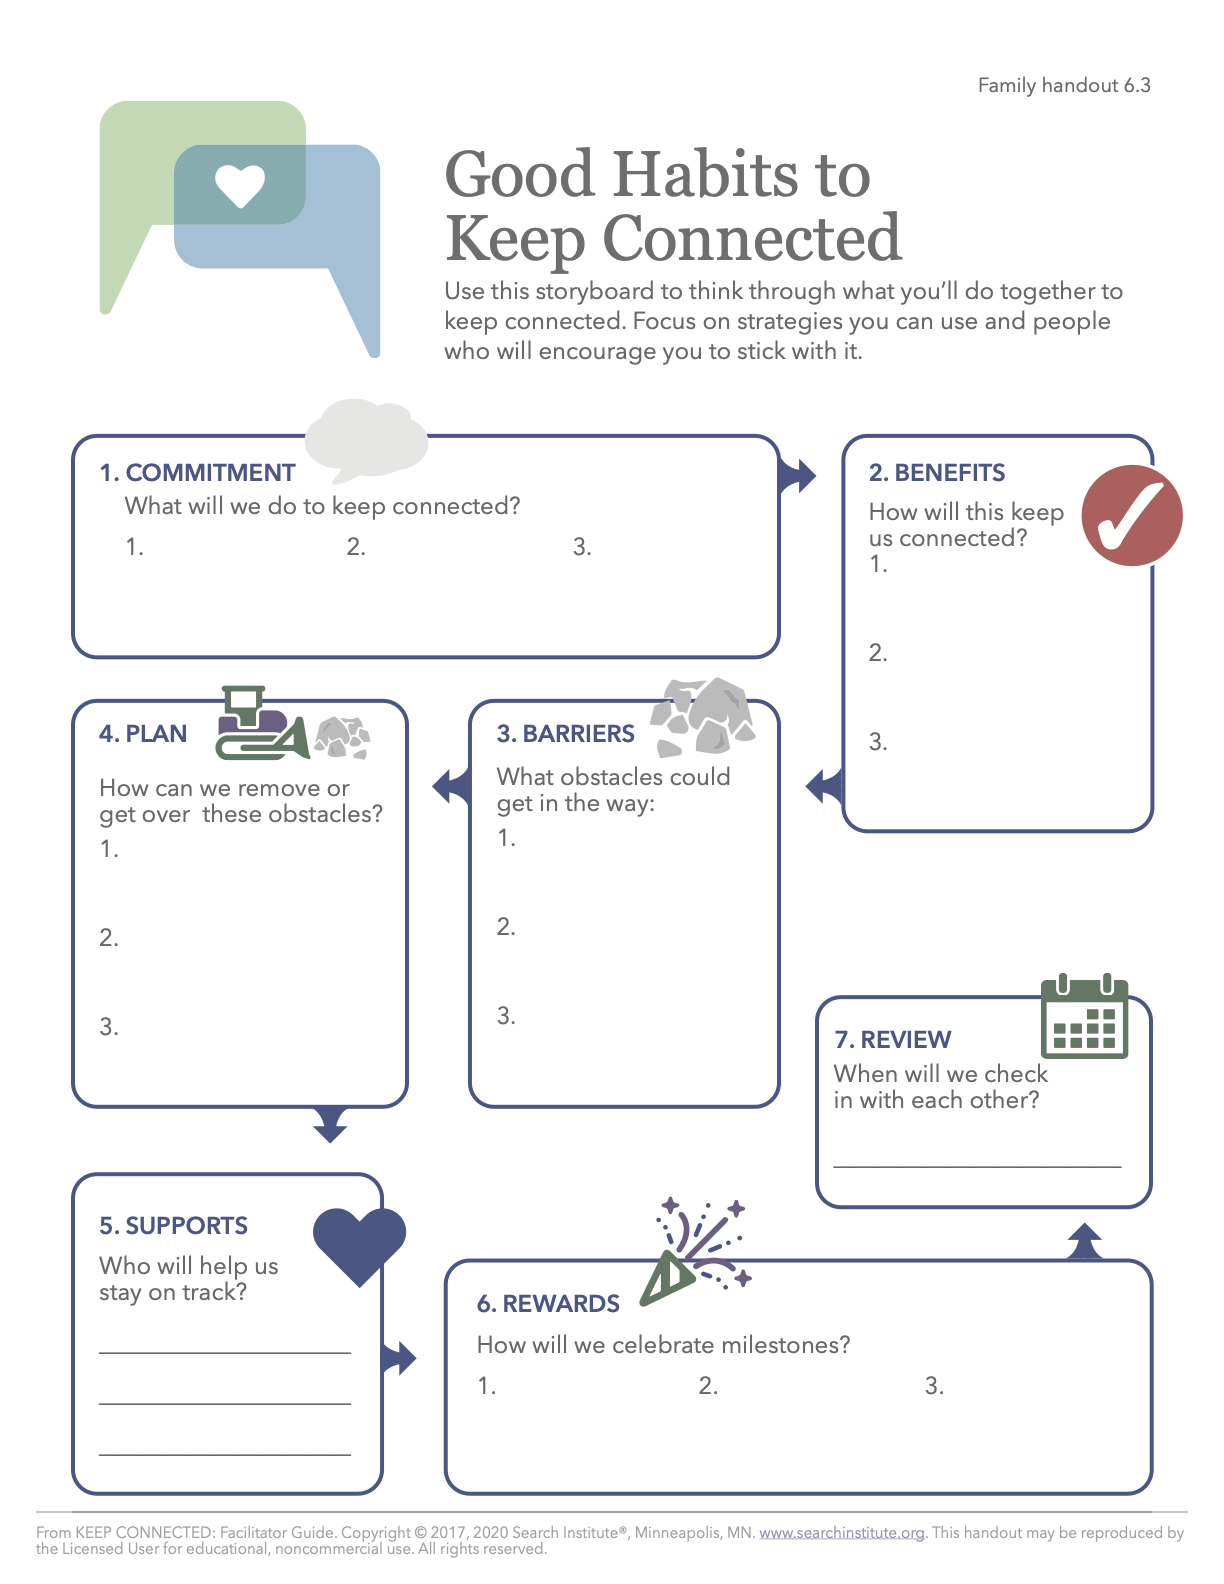 Family handout 6.3
Good Habits to
Keep Connected
Use this storyboard to think through what you’ll do together to
keep connected. Focus on strategies you can use and people
who will encourage you to stick with it.
1. COMMITMENT
What will we do to keep connected?
1. 2. 3.
2. BENEFITS
How will this keep
us connected?
1.
2.
3.
3. BARRIERS
What obstacles could
get in the way:
1.
2.
3.
4. PLAN
How can we remove or
get over  these obstacles?
1.
2.
3.
5. SUPPORTS
Who will help us
stay on track?
6. REWARDS
How will we celebrate milestones?
1. 2. 3.
7. REVIEW
When will we check
in with each other?
From KEEP CONNECTED: Facilitator Guide. Copyright © 2017, 2020 Search Institute®, Minneapolis, MN. www.searchinstitute.org. This handout may be reproduced by
the Licensed User for educational, noncommercial use. All rights reserved.